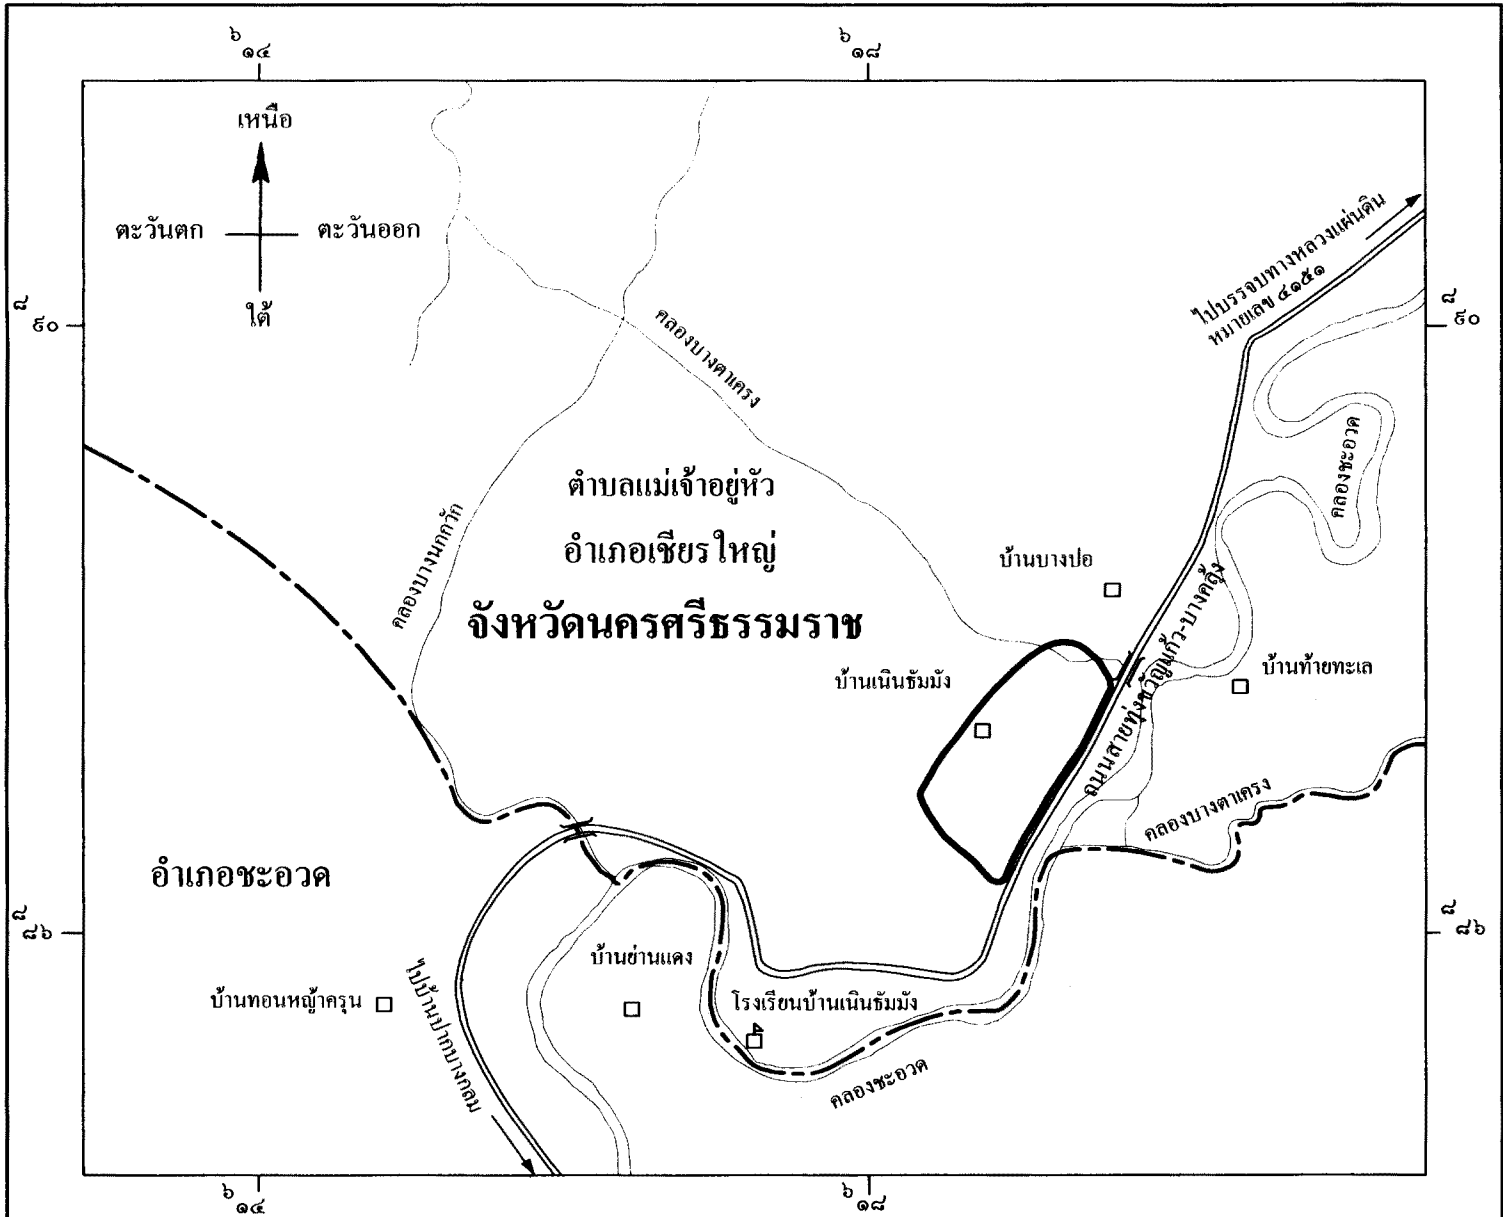 ๖
๑๔
๖
๑๘
เหนือ
ตะวันตก
ตะวันออก
ใต้
๘
๙๐
๘
๙๐
ไปบรรจบทางหลวงแผ่นดิน
หมายเลข ๔๑๕๑
คลองบางตาเครง
คลองชะอวด
คลองบางนกวัก
ตำบลแม่เจ้าอยู่หัว
อำเภอเชียรใหญ่
จังหวัดนครศรีธรรมราช
บ้านบางปอ
บ้านเนินธัมมัง
ถนนสายทุ่งขวัญแก้ว-บางคลุ้ง
บ้านท้ายทะเล
คลองบางตาเครง
อำเภอชะอวด
๘
๘๖
๘
๘๖
บ้านย่านแดง
บ้านทอนหญ้าครุน
ไปบ้านปากบางกลม
โรงเรียนบ้านเนินธัมมัง
คลองชะอวด
๖
๑๔
๖
๑๘